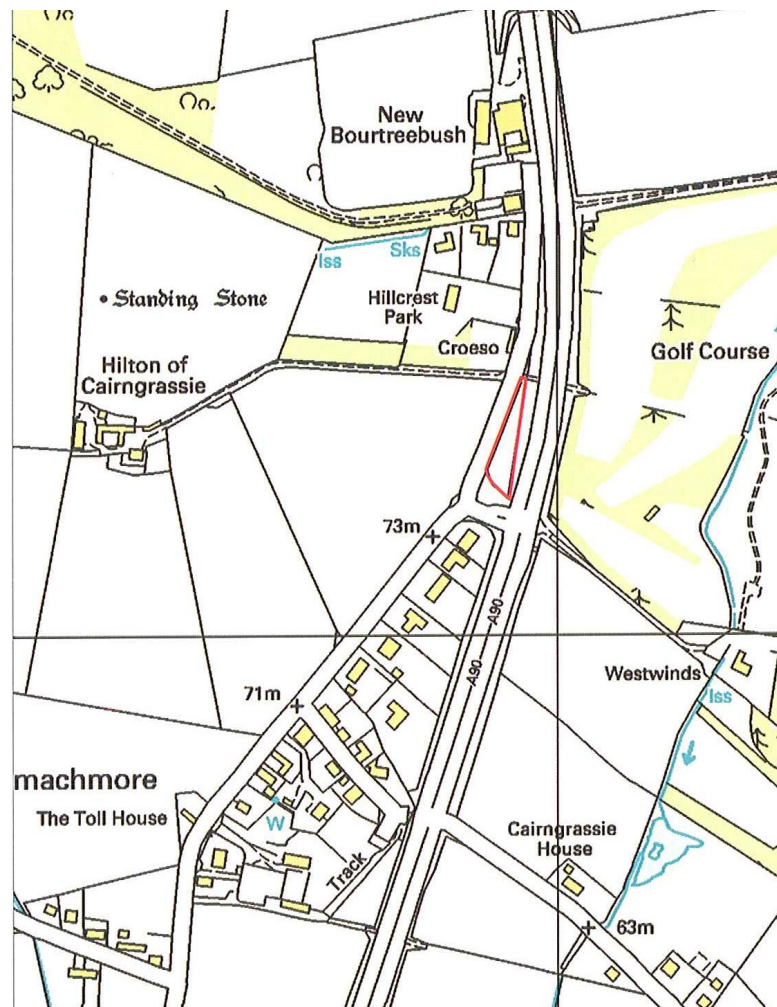 New
Bourtreebush
Iss
Sks
Standing Stone
Hillcrest
Park
Croeso
Golf Course
Hilton of
Cairngrassie
73m
A90
A90
Westwinds
71m
Iss
machmore
The Toll House
W
Cairngrassie
House
Track
63m